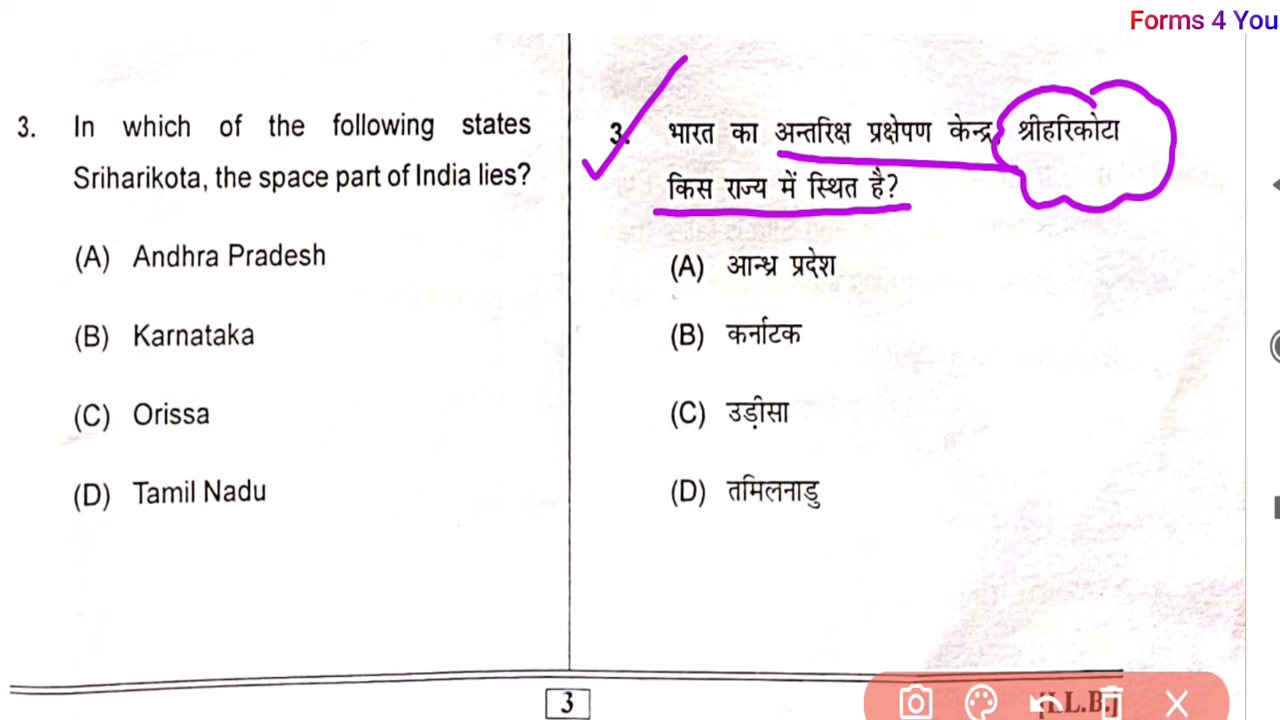 Forms 4 You
3. In which of the following states
Sriharikota, the space part of India lies?
(A) Andhra Pradesh
(B) Karnataka
(C) Orissa
(D) Tamil Nadu
3. भारत का अन्तरिक्ष प्रक्षेपण केन्द्र, श्रीहरिकोटा
किस राज्य में स्थित है?
(A) आन्ध्र प्रदेश
(B) कर्नाटक
(C) उड़ीसा
(D) तमिलनाडु
3
[LL.B.]